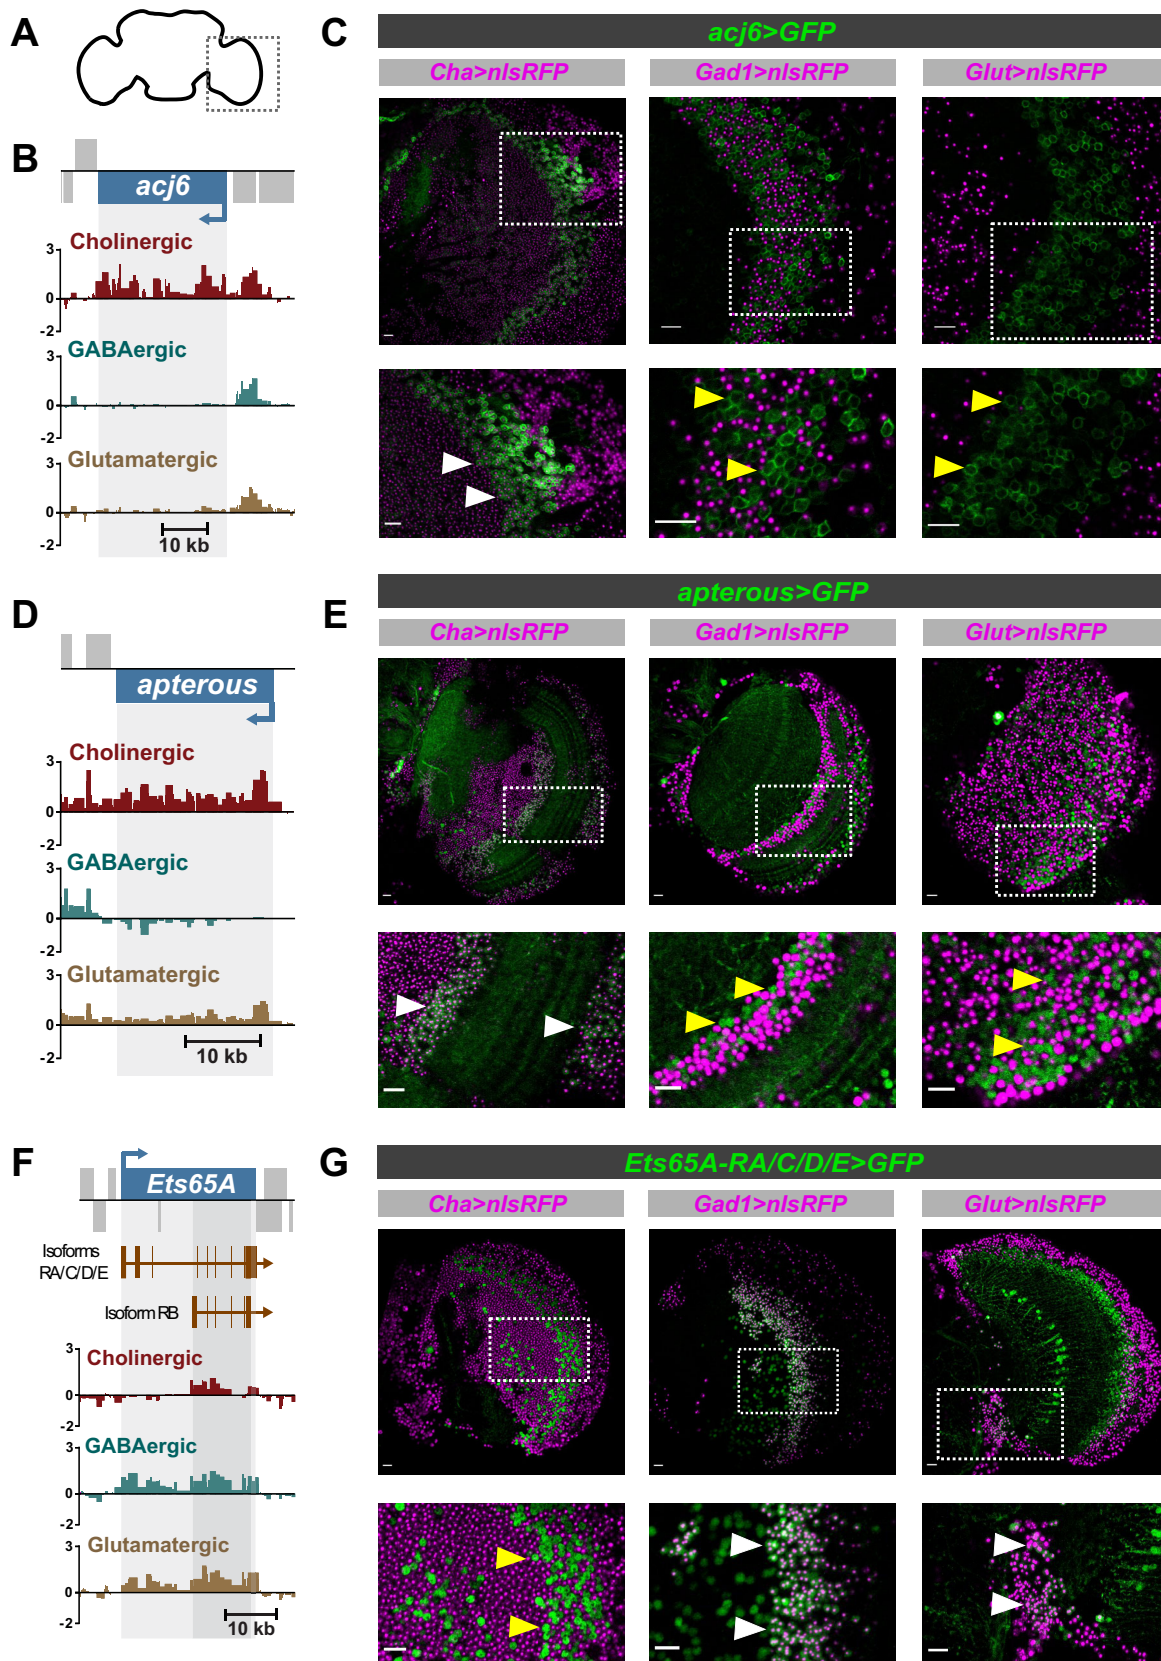 A
B
acj6
Cholinergic
3
0
-2
GABAergic
3
0
-2
Glutamatergic
3
0
-2
10 kb
C
acj6>GFP
Cha>nlsRFP
Gad1>nlsRFP
Glut>nlsRFP
D
apterous
Cholinergic
3
0
-2
GABAergic
3
0
-2
Glutamatergic
3
0
-2
10 kb
E
apterous>GFP
Cha>nlsRFP
Gad1>nlsRFP
Glut>nlsRFP
F
Ets65A
Isoforms
RA/C/D/E
Isoform RB
Cholinergic
3
0
-2
GABAergic
3
0
-2
Glutamatergic
3
0
-2
10 kb
G
Ets65A-RA/C/D/E>GFP
Cha>nlsRFP
Gad1>nlsRFP
Glut>nlsRFP